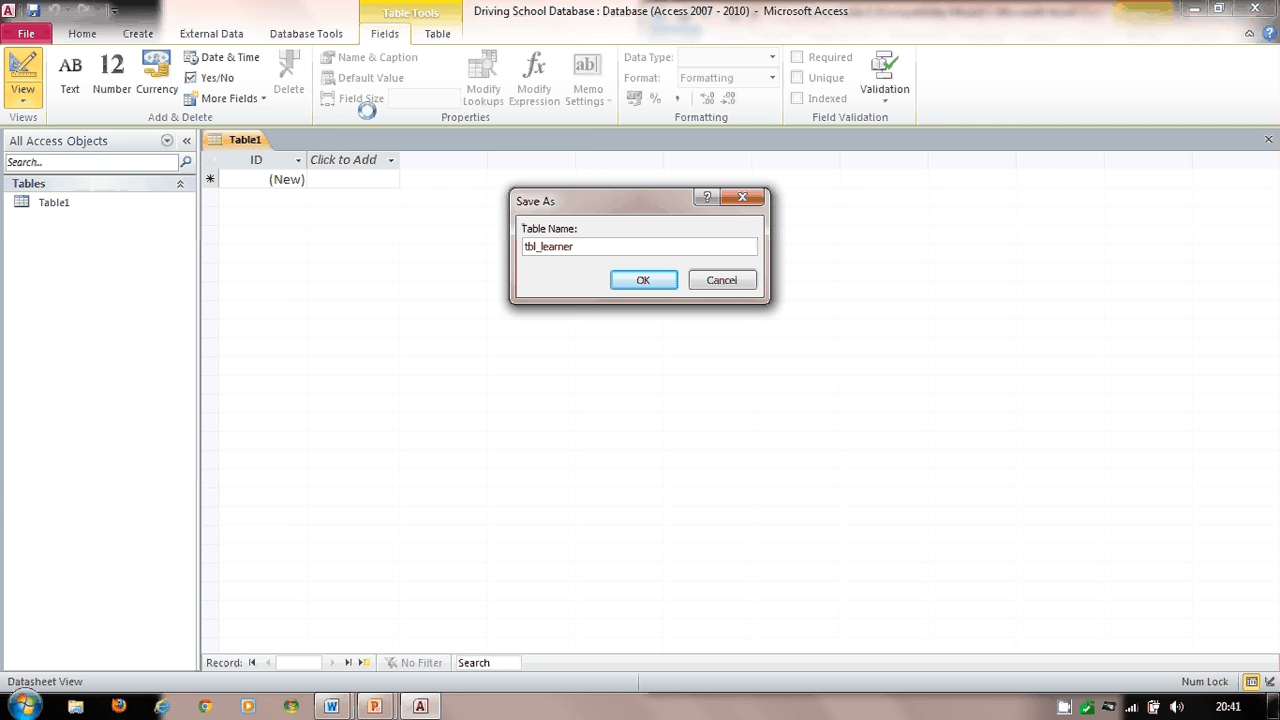 Table Tools
Driving School Database : Database (Access 2007 - 2010) - Microsoft Access
File Home Create External Data Database Tools Fields Table
View
AB Text
12 Number
Currency
Date & Time
Yes/No
More Fields
Delete
Name & Caption
Default Value
Field Size
Modify Lookups
fx Modify Expression
ab Memo Settings
Data Type:
Format: Formatting
%
,
.00
.0
.00
Required
Unique
Indexed
Validation
Views
Add & Delete
Properties
Formatting
Field Validation
All Access Objects
Search..
Tables
Table1
Table1
ID Click to Add
(New)
Save As
Table Name:
tbl_learner
OK Cancel
Record: No Filter Search
Datasheet View
Num Lock
20:41